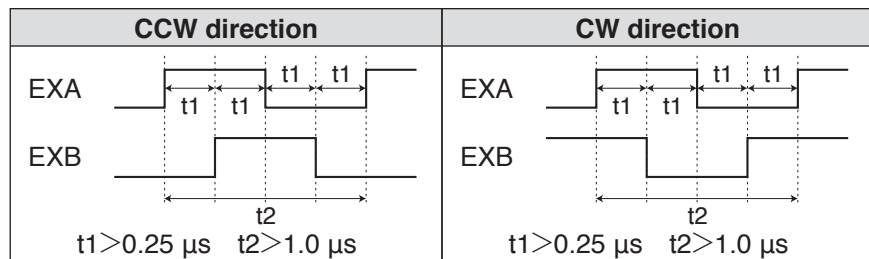 CCW direction
EXA
t1 t1
t1 t1
EXB
t2
t1>0.25 µs t2>1.0 µs
CW direction
EXA
t1 t1
t1 t1
EXB
t2
t1>0.25 µs t2>1.0 µs